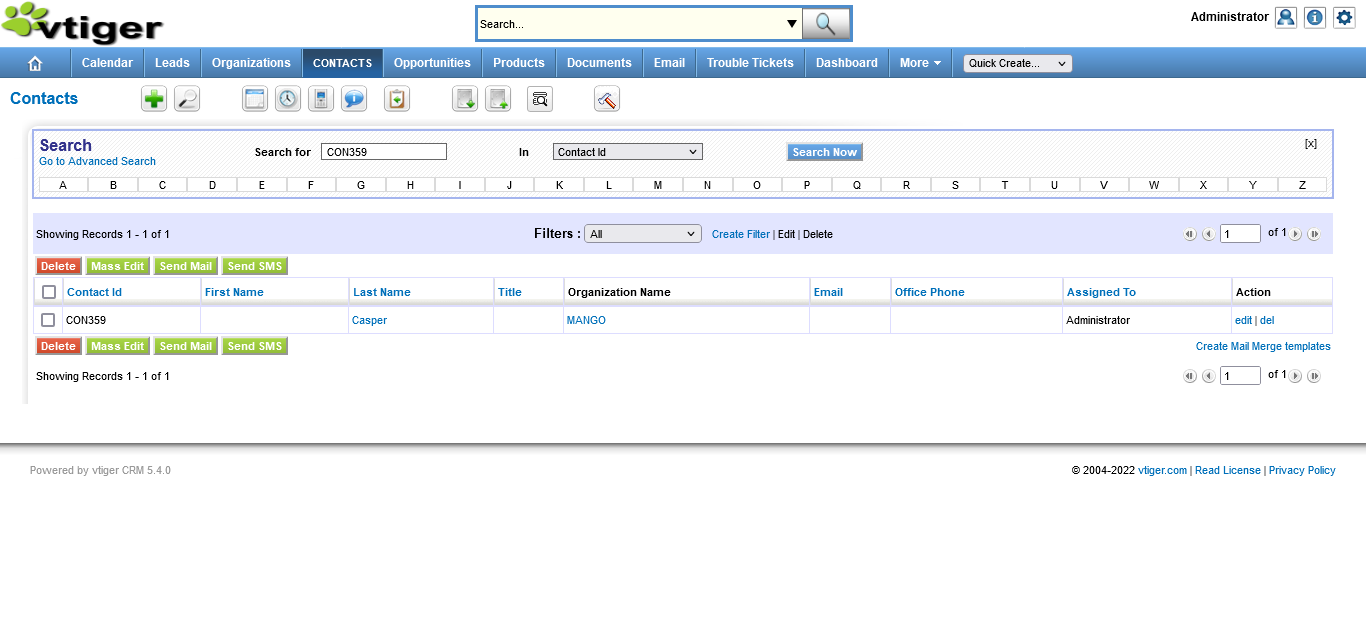 vtiger
Search...
Administrator
Calendar Leads Organizations CONTACTS Opportunities Products Documents Email Trouble Tickets Dashboard More Quick Create...
Contacts
Search
Go to Advanced Search
Search for CON359 In Contact Id Search Now [x]
A B C D E F G H I J K L M N O P Q R S T U V W X Y Z
Showing Records 1 - 1 of 1 Filters : All Create Filter | Edit | Delete 1 of 1
Delete Mass Edit Send Mail Send SMS
Contact Id First Name Last Name Title Organization Name Email Office Phone Assigned To Action
CON359 Casper MANGO Administrator edit | del
Delete Mass Edit Send Mail Send SMS Create Mail Merge templates
Showing Records 1 - 1 of 1 1 of 1
Powered by vtiger CRM 5.4.0 © 2004-2022 vtiger.com | Read License | Privacy Policy